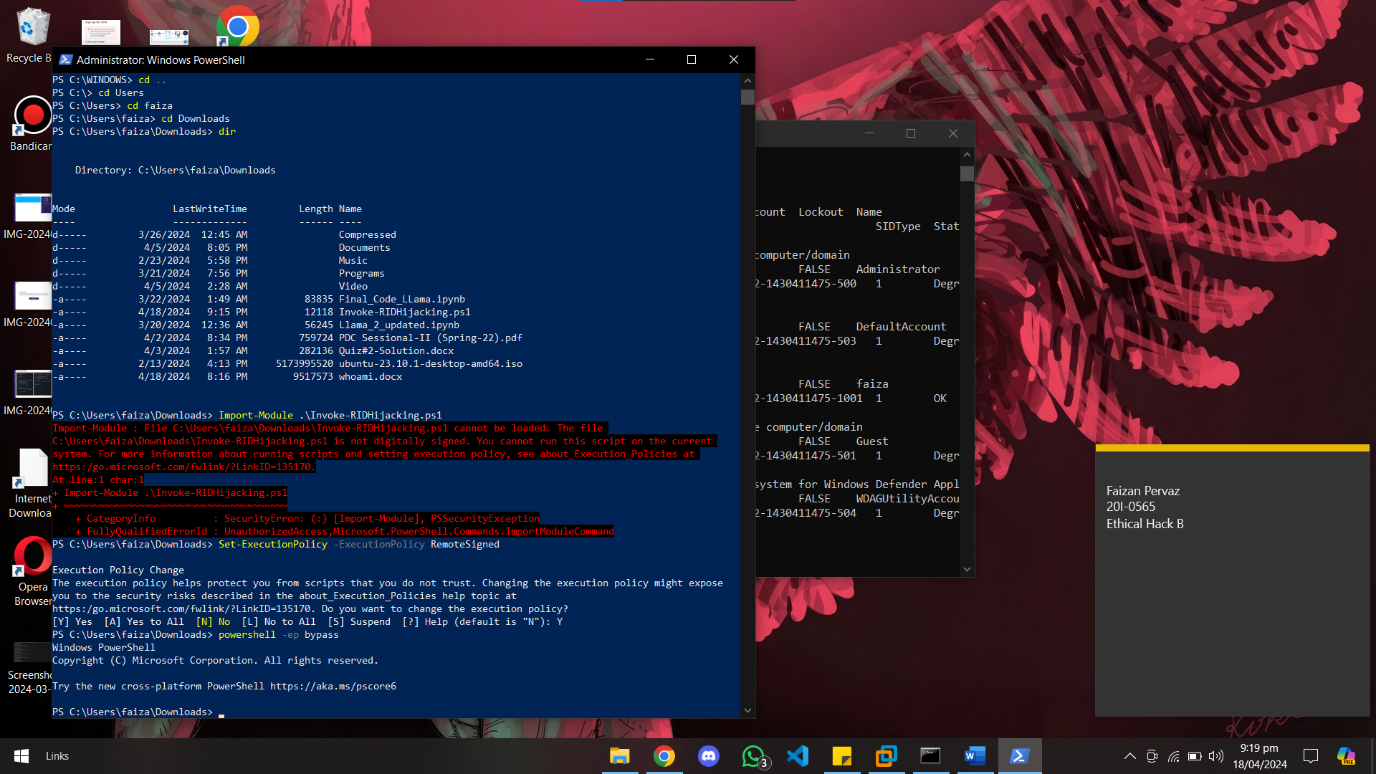 Recycle B
Bandicar
IMG-2024
IMG-2024
IMG-2024
Internet
Downloa
Opera
Browser
Screensho
2024-03-
Administrator: Windows PowerShell
PS C:\WINDOWS> cd ..
PS C:\> cd Users
PS C:\Users> cd faiza
PS C:\Users\faiza> cd Downloads
PS C:\Users\faiza\Downloads> dir
Directory: C:\Users\faiza\Downloads
Mode LastWriteTime Length Name
---- ------------- ------ ----
d----- 3/26/2024 12:45 AM Compressed
d----- 4/5/2024 8:05 PM Documents
d----- 2/23/2024 5:58 PM Music
d----- 3/21/2024 7:56 PM Programs
d----- 4/5/2024 2:28 AM Video
-a---- 3/22/2024 1:49 AM 83835 Final_Code_LLama.ipynb
-a---- 4/18/2024 9:15 PM 12118 Invoke-RIDHijacking.ps1
-a---- 3/20/2024 12:36 AM 56245 Llama_2_updated.ipynb
-a---- 4/2/2024 8:34 PM 759724 PDC Sessional-II (Spring-22).pdf
-a---- 4/3/2024 1:57 AM 282136 Quiz#2-Solution.docx
-a---- 2/13/2024 4:13 PM 5173995520 ubuntu-23.10.1-desktop-amd64.iso
-a---- 4/18/2024 8:16 PM 9517573 whoami.docx
PS C:\Users\faiza\Downloads> Import-Module .\Invoke-RIDHijacking.ps1
Import-Module : File C:\Users\faiza\Downloads\Invoke-RIDHijacking.ps1 cannot be loaded. The file
C:\Users\faiza\Downloads\Invoke-RIDHijacking.ps1 is not digitally signed. You cannot run this script on the current
system. For more information about running scripts and setting execution policy, see about_Execution_Policies at
https:/go.microsoft.com/fwlink/?LinkID=135170.
At line:1 char:1
+ Import-Module .\Invoke-RIDHijacking.ps1
+ ~~~~~~~~~~~~~~~~~~~~~~~~~~~~~~~~~~~~~~~
+ CategoryInfo : SecurityError: (:) [Import-Module], PSSecurityException
+ FullyQualifiedErrorId : UnauthorizedAccess,Microsoft.PowerShell.Commands.ImportModuleCommand
PS C:\Users\faiza\Downloads> Set-ExecutionPolicy -ExecutionPolicy RemoteSigned
Execution Policy Change
The execution policy helps protect you from scripts that you do not trust. Changing the execution policy might expose
you to the security risks described in the about_Execution_Policies help topic at
https:/go.microsoft.com/fwlink/?LinkID=135170. Do you want to change the execution policy?
[Y] Yes [A] Yes to All [N] No [L] No to All [S] Suspend [?] Help (default is "N"): Y
PS C:\Users\faiza\Downloads> powershell -ep bypass
Windows PowerShell
Copyright (C) Microsoft Corporation. All rights reserved.
Try the new cross-platform PowerShell https://aka.ms/pscore6
PS C:\Users\faiza\Downloads>
count Lockout Name
SIDType Stat
computer/domain
FALSE Administrator
2-1430411475-500 1 Degr
FALSE DefaultAccount
2-1430411475-503 1 Degr
FALSE faiza
2-1430411475-1001 1 OK
e computer/domain
FALSE Guest
2-1430411475-501 1 Degr
system for Windows Defender Appl
FALSE WDAGUtilityAccou
2-1430411475-504 1 Degr
Faizan Pervaz
20I-0565
Ethical Hack B
Links
3
9:19 pm
18/04/2024
PRE